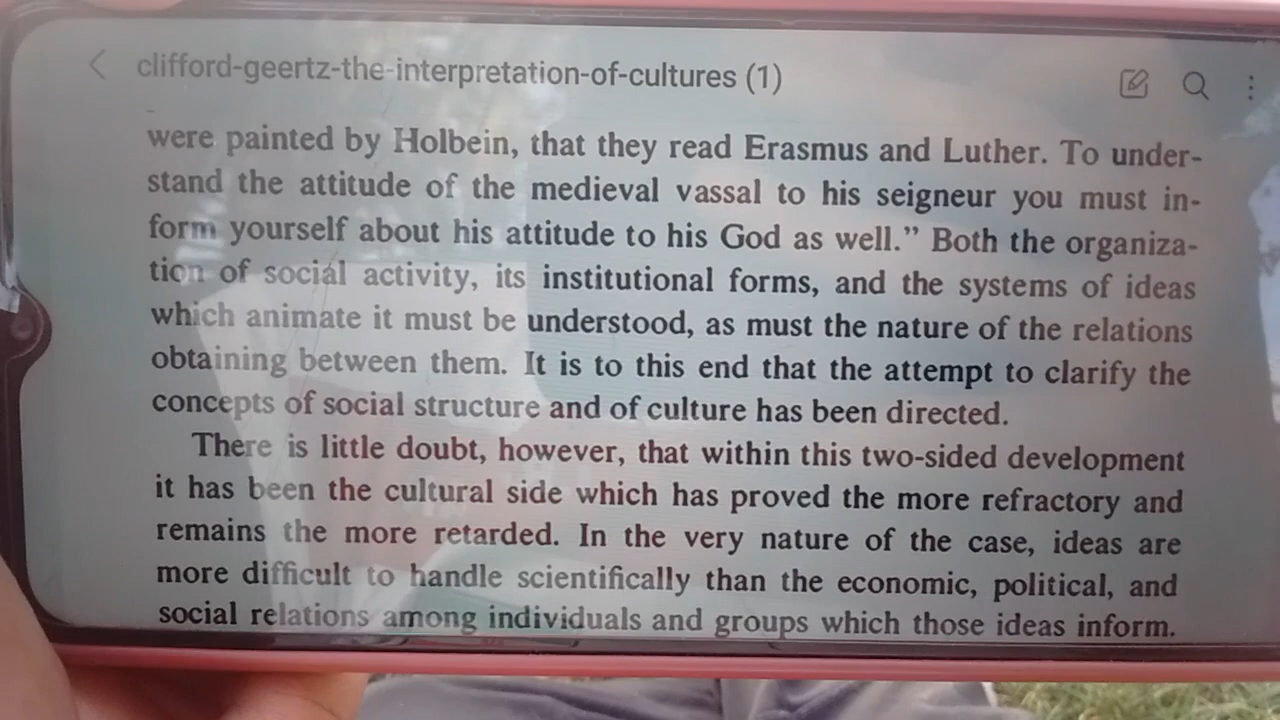 clifford-geertz-the-interpretation-of-cultures (1)
were painted by Holbein, that they read Erasmus and Luther. To under-
stand the attitude of the medieval vassal to his seigneur you must in-
form yourself about his attitude to his God as well.” Both the organiza-
tion of social activity, its institutional forms, and the systems of ideas
which animate it must be understood, as must the nature of the relations
obtaining between them. It is to this end that the attempt to clarify the
concepts of social structure and of culture has been directed.
There is little doubt, however, that within this two-sided development
it has been the cultural side which has proved the more refractory and
remains the more retarded. In the very nature of the case, ideas are
more difficult to handle scientifically than the economic, political, and
social relations among individuals and groups which those ideas inform.